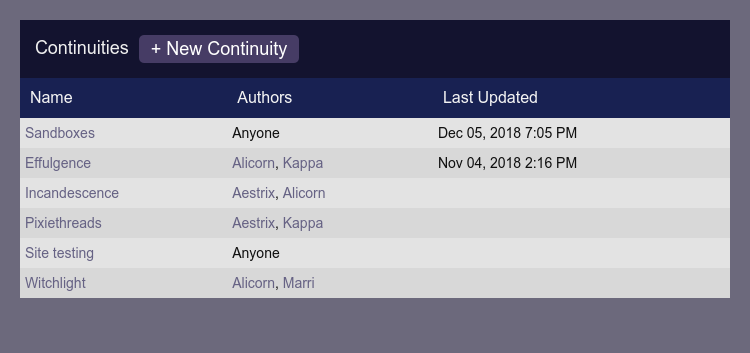 Continuities + New Continuity
Name Authors Last Updated
Sandboxes Anyone Dec 05, 2018 7:05 PM
Effulgence Alicorn, Kappa Nov 04, 2018 2:16 PM
Incandescence Aestrix, Alicorn
Pixiethreads Aestrix, Kappa
Site testing Anyone
Witchlight Alicorn, Marri